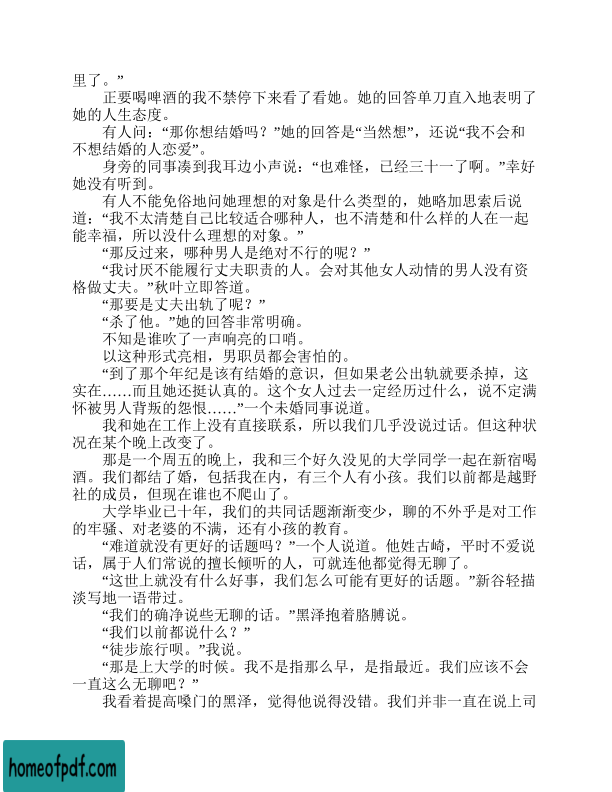 里了。”
正要喝啤酒的我不禁停下来看了看她。她的回答单刀直入地表明了
她的人生态度。
有人问：“那你想结婚吗？”她的回答是“当然想”，还说“我不会和
不想结婚的人恋爱”。
身旁的同事凑到我耳边小声说：“也难怪，已经三十一了啊。”幸好
她没有听到。
有人不能免俗地问她理想的对象是什么类型的，她略加思索后说
道：“我不太清楚自己比较适合哪种人，也不清楚和什么样的人在一起
能幸福，所以没什么理想的对象。”
“那反过来，哪种男人是绝对不行的呢？”
“我讨厌不能履行丈夫职责的人。会对其他女人动情的男人没有资
格做丈夫。”秋叶立即答道。
“那要是丈夫出轨了呢？”
“杀了他。”她的回答非常明确。
不知是谁吹了一声响亮的口哨。
以这种形式亮相，男职员都会害怕的。
“到了那个年纪是该有结婚的意识，但如果老公出轨就要杀掉，这
实在……而且她还挺认真的。这个女人过去一定经历过什么，说不定满
怀被男人背叛的怨恨……”一个未婚同事说道。
我和她在工作上没有直接联系，所以我们几乎没说过话。但这种状
况在某个晚上改变了。
那是一个周五的晚上，我和三个好久没见的大学同学一起在新宿喝
酒。我们都结了婚，包括我在内，有三个人有小孩。我们以前都是越野
社的成员，但现在谁也不爬山了。
大学毕业已十年，我们的共同话题渐渐变少，聊的不外乎是对工作
的牢骚、对老婆的不满，还有小孩的教育。
“难道就没有更好的话题吗？”一个人说道。他姓古崎，平时不爱说
话，属于人们常说的擅长倾听的人，可就连他都觉得无聊了。
“这世上就没有什么好事，我们怎么可能有更好的话题。”新谷轻描
淡写地一语带过。
“我们的确净说些无聊的话。”黑泽抱着胳膊说。
“我们以前都说什么？”
“徒步旅行呗。”我说。
“那是上大学的时候。我不是指那么早，是指最近。我们应该不会
一直这么无聊吧？”
我看着提高嗓门的黑泽，觉得他说得没错。我们并非一直在说上司
homeofpdf.com